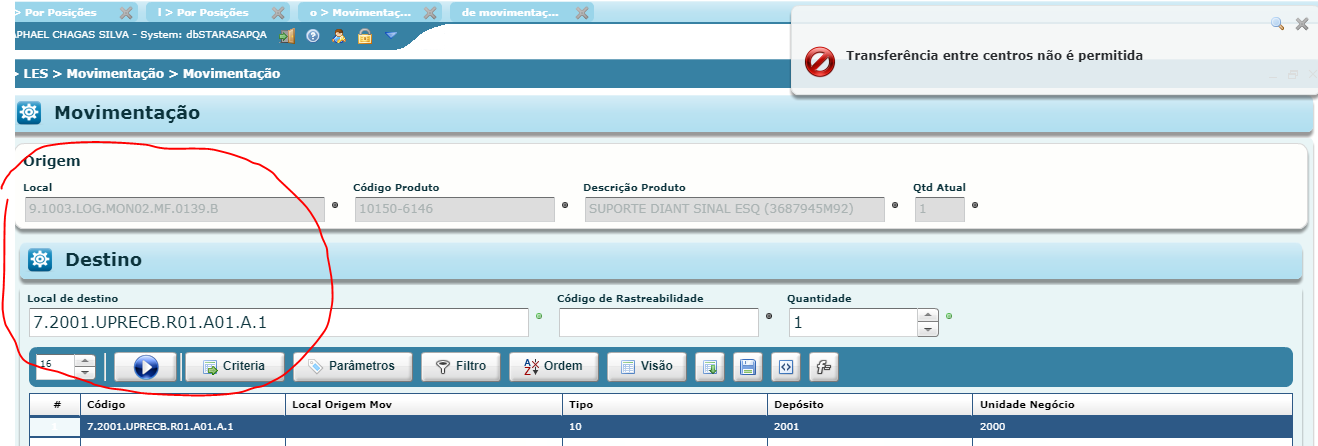 > Por Posições l > Por Posições o > Movimentaç... de movimentaç...
APHAEL CHAGAS SILVA - System: dbSTARASAPQA
Transferência entre centros não é permitida
> LES > Movimentação > Movimentação
Movimentação
Origem
Local Código Produto Descrição Produto Qtd Atual
9.1003.LOG.MON02.MF.0139.B 10150-6146 SUPORTE DIANT SINAL ESQ (3687945M92) 1
Destino
Local de destino Código de Rastreabilidade Quantidade
7.2001.UPRECB.R01.A01.A.1 1
16 Criteria Parâmetros Filtro Ordem Visão
# Código Local Origem Mov Tipo Depósito Unidade Negócio
7.2001.UPRECB.R01.A01.A.1 10 2001 2000